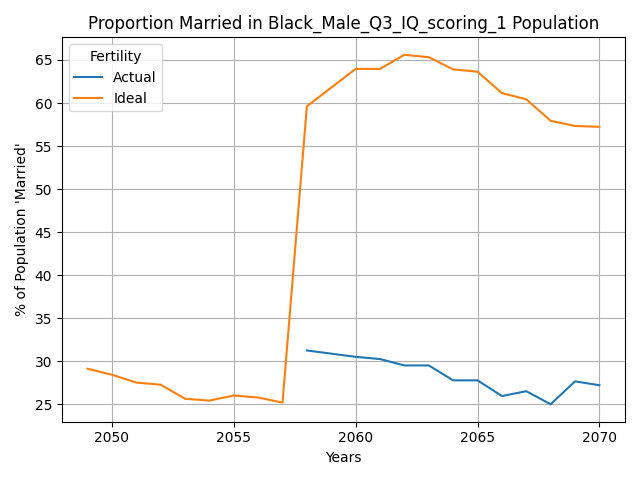 Proportion Married in Black_Male_Q3_IQ_scoring_1 Population
Fertility
Actual
Ideal
% of Population 'Married'
65
60
55
50
45
40
35
30
25
2050
2055
2060
2065
2070
Years